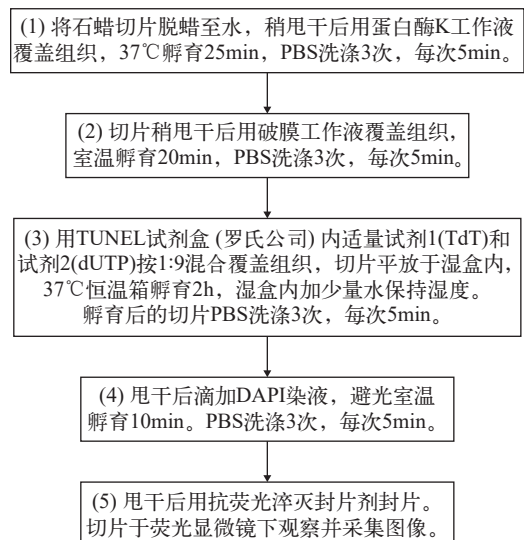 (1) 将石蜡切片脱蜡至水，稍甩干后用蛋白酶K工作液
覆盖组织，37℃孵育25min，PBS洗涤3次，每次5min。
(2) 切片稍甩干后用破膜工作液覆盖组织，
室温孵育20min，PBS洗涤3次，每次5min。
(3) 用TUNEL试剂盒 (罗氏公司) 内适量试剂1(TdT)和
试剂2(dUTP)按1:9混合覆盖组织，切片平放于湿盒内，
37℃恒温箱孵育2h，湿盒内加少量水保持湿度。
孵育后的切片PBS洗涤3次，每次5min。
(4) 甩干后滴加DAPI染液，避光室温
孵育10min。PBS洗涤3次，每次5min。
(5) 甩干后用抗荧光淬灭封片剂封片。
切片于荧光显微镜下观察并采集图像。